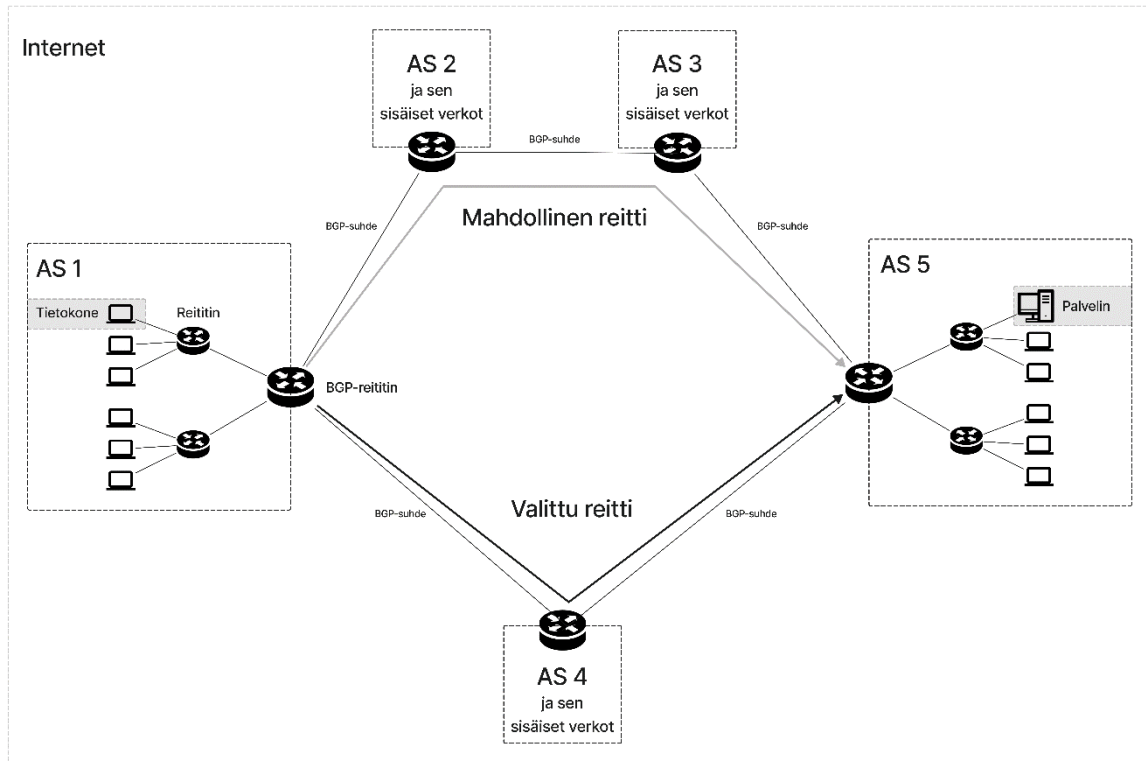 Internet
AS 2
ja sen
sisäiset verkot
AS 3
ja sen
sisäiset verkot
BGP-suhde
Mahdollinen reitti
BGP-suhde
BGP-suhde
AS 1
Tietokone
Reititin
BGP-reititin
AS 5
Palvelin
Valittu reitti
BGP-suhde
BGP-suhde
AS 4
ja sen
sisäiset verkot